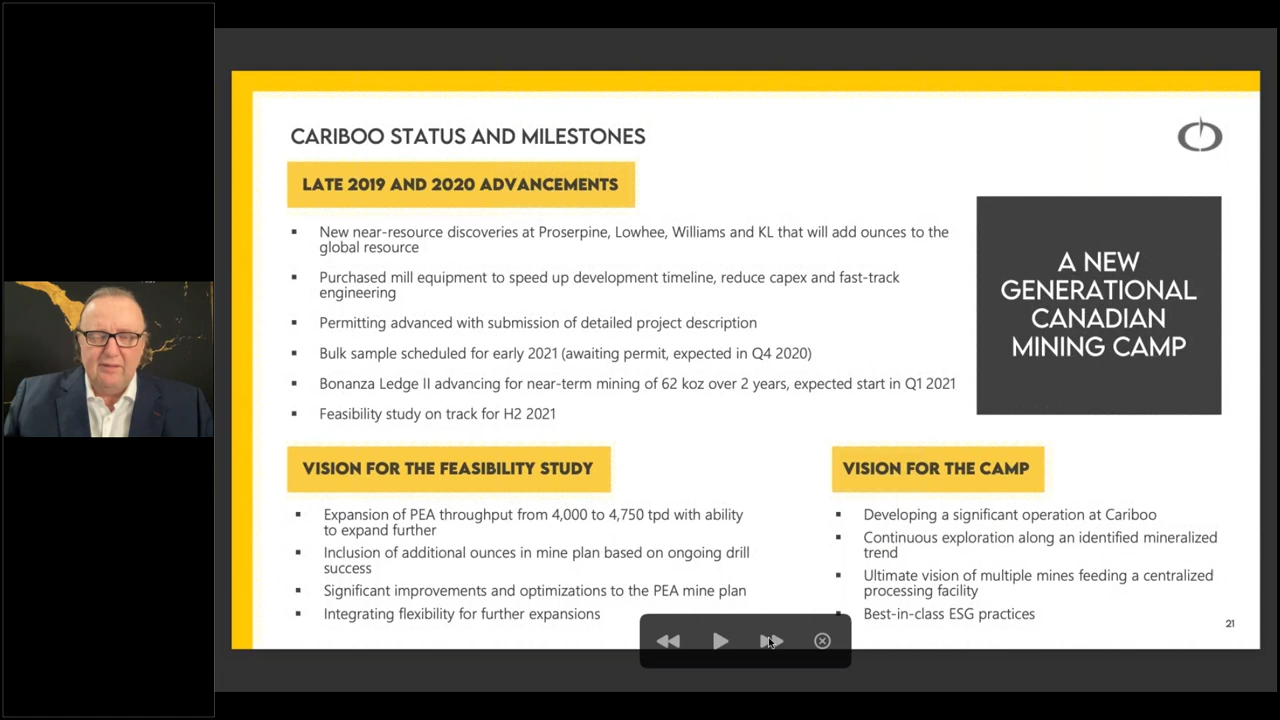 CARIBOO STATUS AND MILESTONES
LATE 2019 AND 2020 ADVANCEMENTS
▪ New near-resource discoveries at Proserpine, Lowhee, Williams and KL that will add ounces to the
global resource
▪ Purchased mill equipment to speed up development timeline, reduce capex and fast-track
engineering
▪ Permitting advanced with submission of detailed project description
▪ Bulk sample scheduled for early 2021 (awaiting permit, expected in Q4 2020)
▪ Bonanza Ledge II advancing for near-term mining of 62 koz over 2 years, expected start in Q1 2021
▪ Feasibility study on track for H2 2021
A NEW
GENERATIONAL
CANADIAN
MINING CAMP
VISION FOR THE FEASIBILITY STUDY
▪ Expansion of PEA throughput from 4,000 to 4,750 tpd with ability
to expand further
▪ Inclusion of additional ounces in mine plan based on ongoing drill
success
▪ Significant improvements and optimizations to the PEA mine plan
▪ Integrating flexibility for further expansions
VISION FOR THE CAMP
▪ Developing a significant operation at Cariboo
▪ Continuous exploration along an identified mineralized
trend
▪ Ultimate vision of multiple mines feeding a centralized
processing facility
▪ Best-in-class ESG practices
21